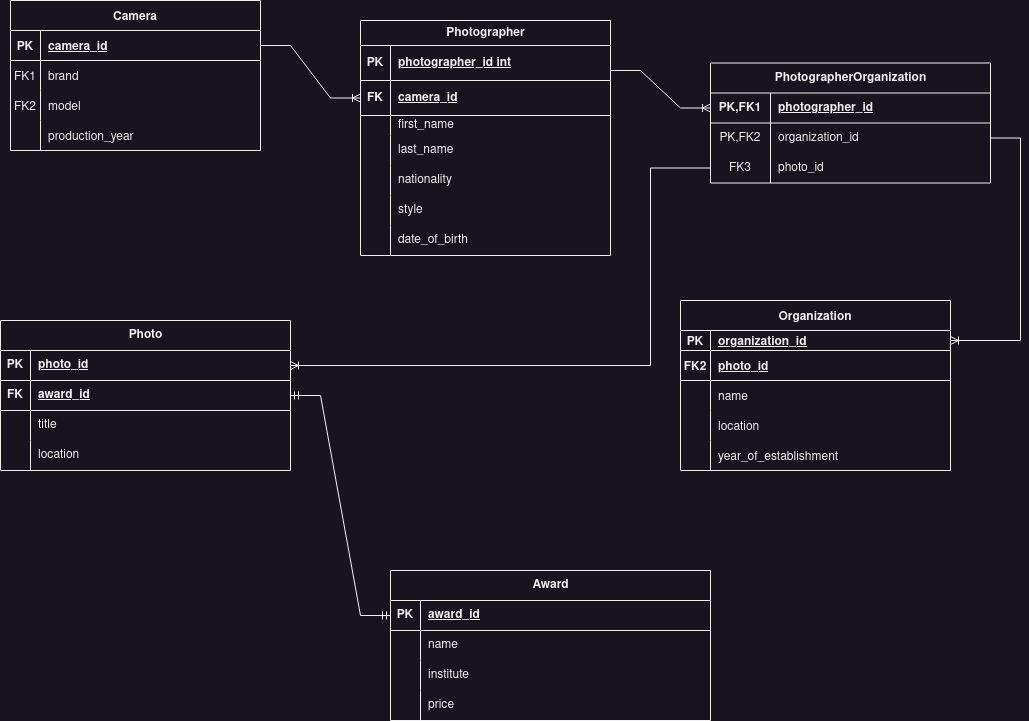 Camera
PK camera_id
FK1 brand
FK2 model
production_year
Photographer
PK photographer_id int
FK camera_id
first_name
last_name
nationality
style
date_of_birth
PhotographerOrganization
PK,FK1 photographer_id
PK,FK2 organization_id
FK3 photo_id
Photo
PK photo_id
FK award_id
title
location
Organization
PK organization_id
FK2 photo_id
name
location
year_of_establishment
Award
PK award_id
name
institute
price